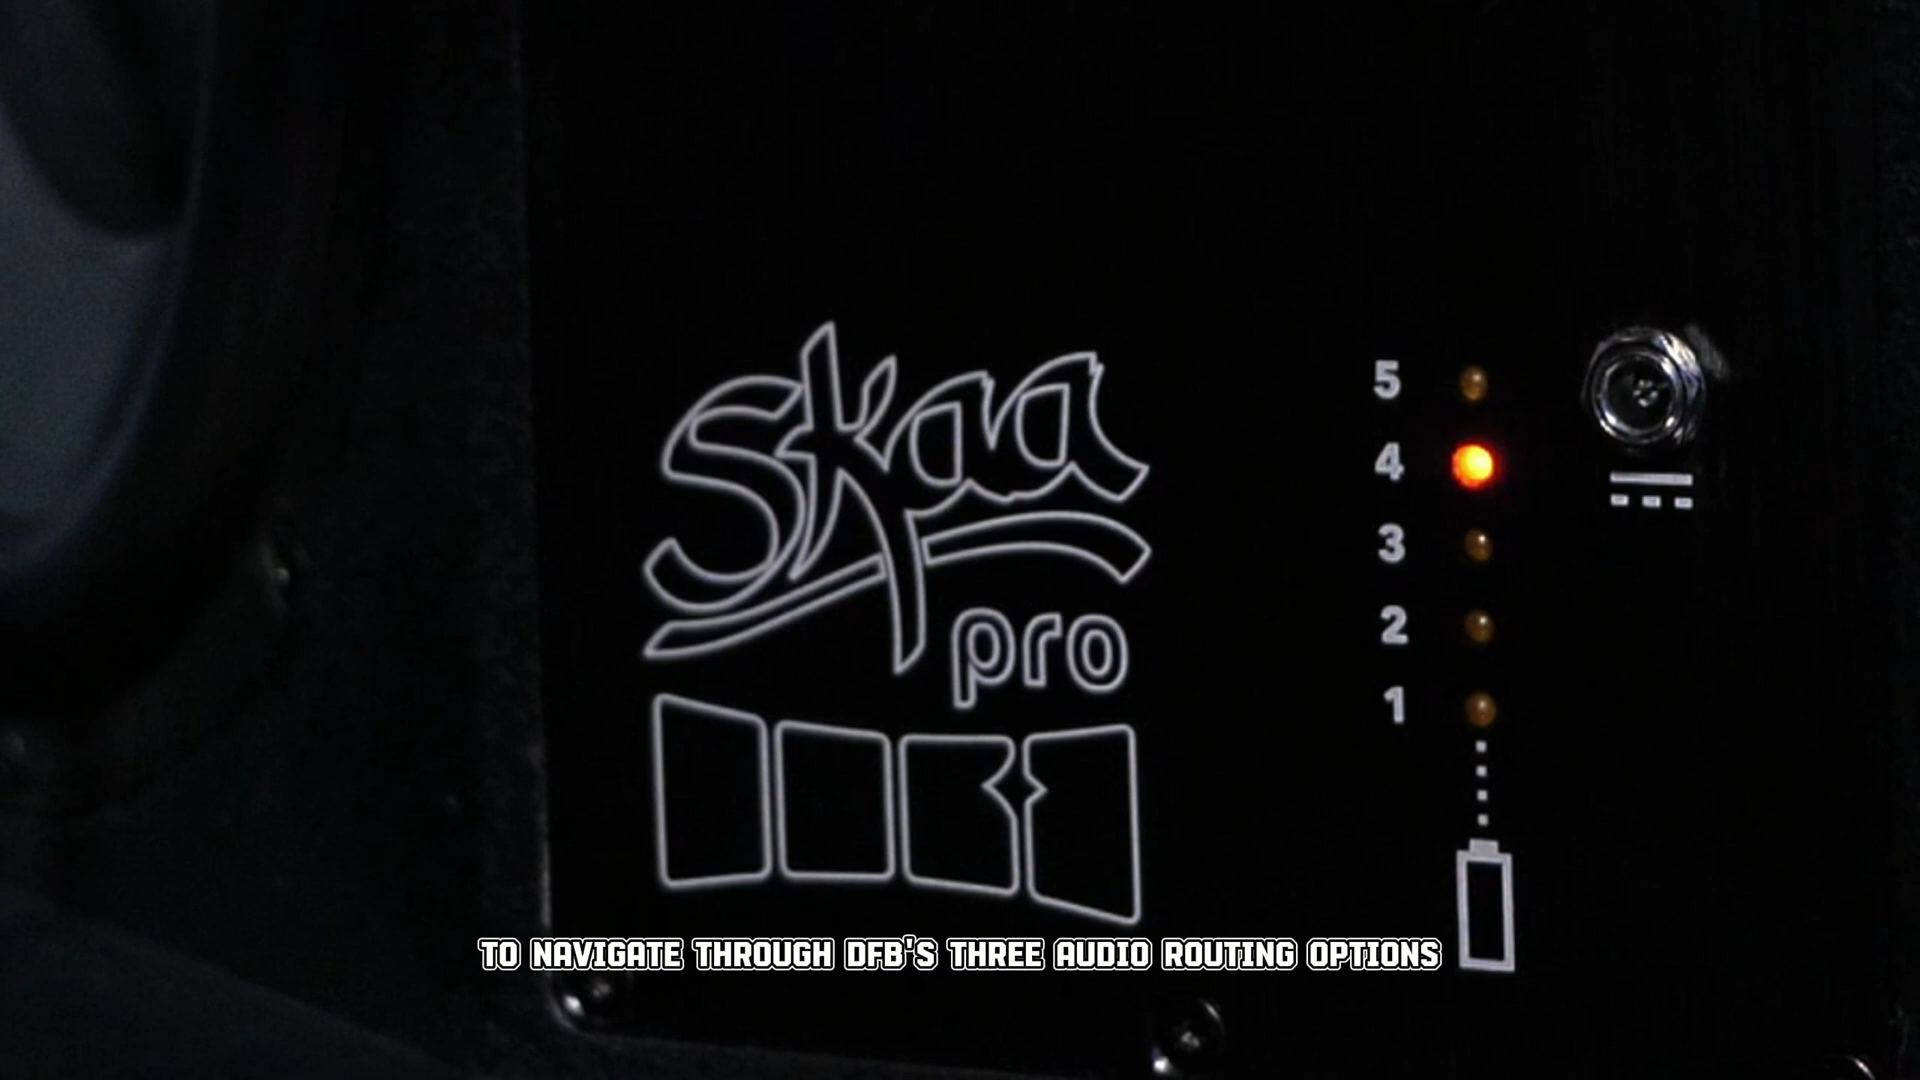 Skaa
pro
5
4
3
2
1
TO NAVIGATE THROUGH DFB'S THREE AUDIO ROUTING OPTIONS